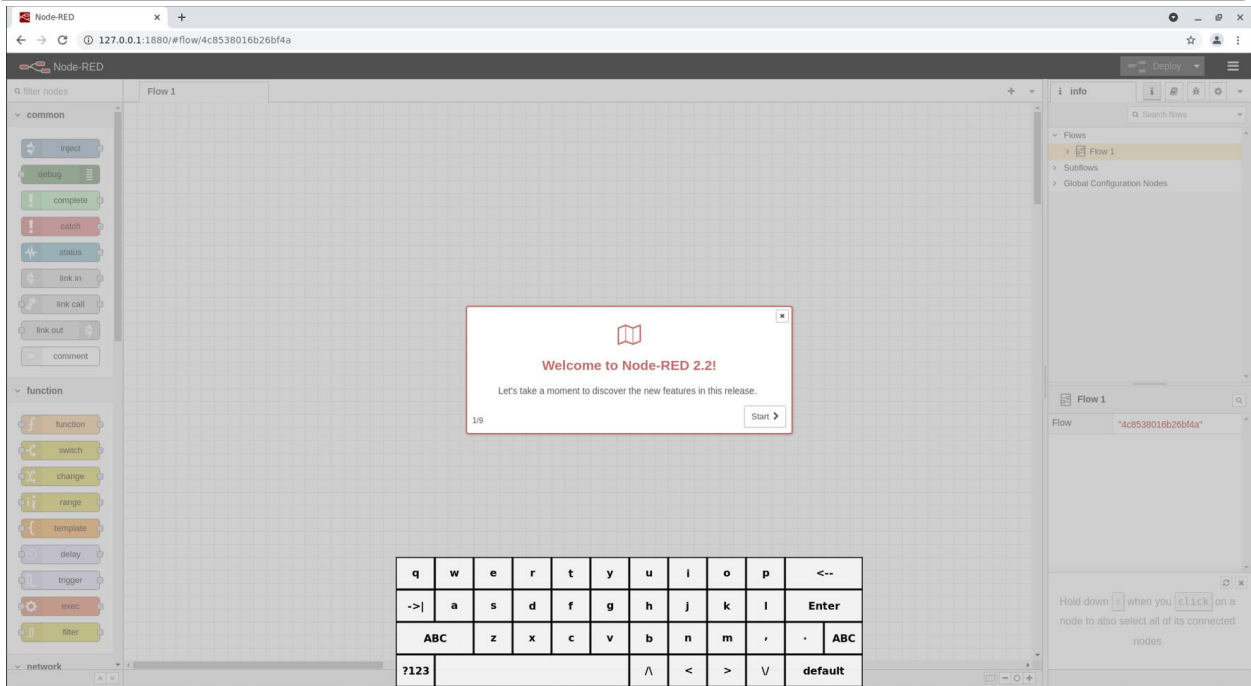 Node-RED
127.0.0.1:1880/#flow/4c8538016b26bf4a
Node-RED
Deploy
filter nodes
Flow 1
i info
i
common
Search flows
inject
debug
complete
catch
status
link in
link call
link out
comment
Flows
Flow 1
Subflows
Global Configuration Nodes
Welcome to Node-RED 2.2!
Let's take a moment to discover the new features in this release.
1/9
Start
function
function
switch
change
range
template
delay
trigger
exec
filter
network
Flow 1
Flow "4c8538016b26bf4a"
Hold down when you click on a
node to also select all of its connected
nodes
q w e r t y u i o p <--
->| a s d f g h j k l Enter
ABC z x c v b n m , . ABC
?123 /\ < > \/ default